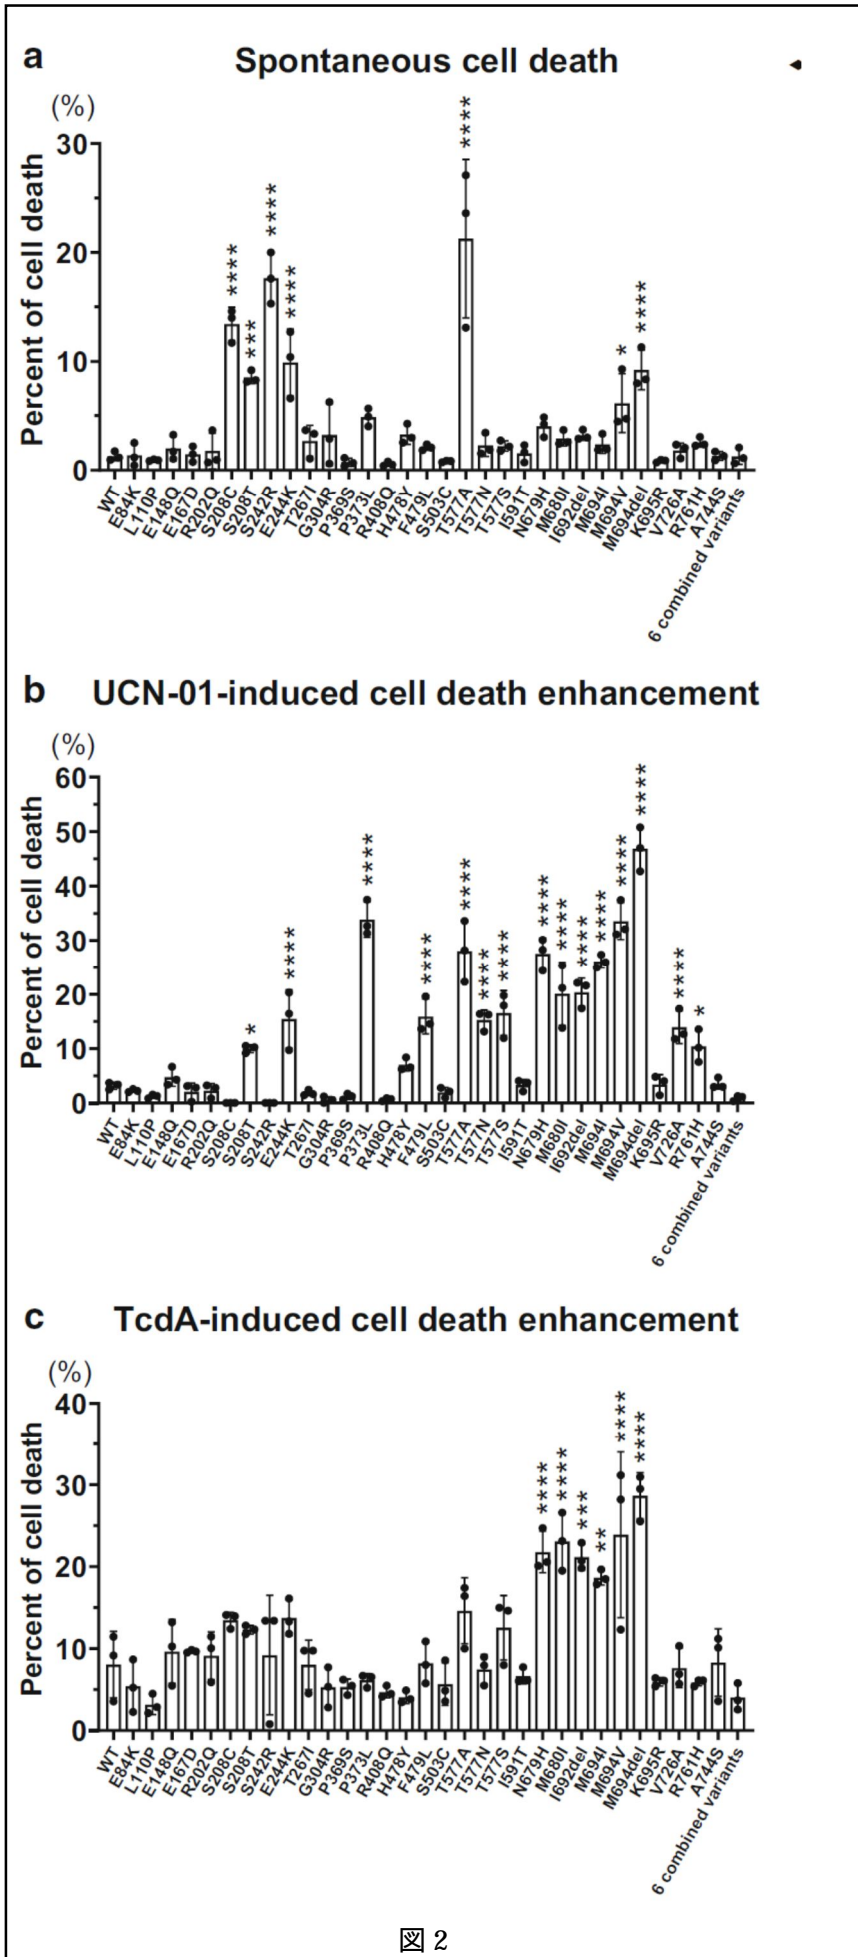 a Spontaneous cell death
(%)
Percent of cell death
30
20
10
0
****
***
****
****
****
*
****
WT
E84K
L110P
E148Q
E167D
R202Q
S208C
S208T
S242R
E244K
T267I
G304R
P369S
P373L
R408Q
H478Y
F479L
S503C
T577A
T577N
T577S
I591T
N679H
M680I
I692del
M694I
M694V
M694del
K695R
V726A
R761H
A744S
6 combined variants
b UCN-01-induced cell death enhancement
(%)
Percent of cell death
60
50
40
30
20
10
0
*
****
****
****
****
****
****
****
****
****
****
****
****
****
*
WT
E84K
L110P
E148Q
E167D
R202Q
S208C
S208T
S242R
E244K
T267I
G304R
P369S
P373L
R408Q
H478Y
F479L
S503C
T577A
T577N
T577S
I591T
N679H
M680I
I692del
M694I
M694V
M694del
K695R
V726A
R761H
A744S
6 combined variants
c TcdA-induced cell death enhancement
(%)
Percent of cell death
40
30
20
10
0
****
****
***
**
****
****
WT
E84K
L110P
E148Q
E167D
R202Q
S208C
S208T
S242R
E244K
T267I
G304R
P369S
P373L
R408Q
H478Y
F479L
S503C
T577A
T577N
T577S
I591T
N679H
M680I
I692del
M694I
M694V
M694del
K695R
V726A
R761H
A744S
6 combined variants
図 2